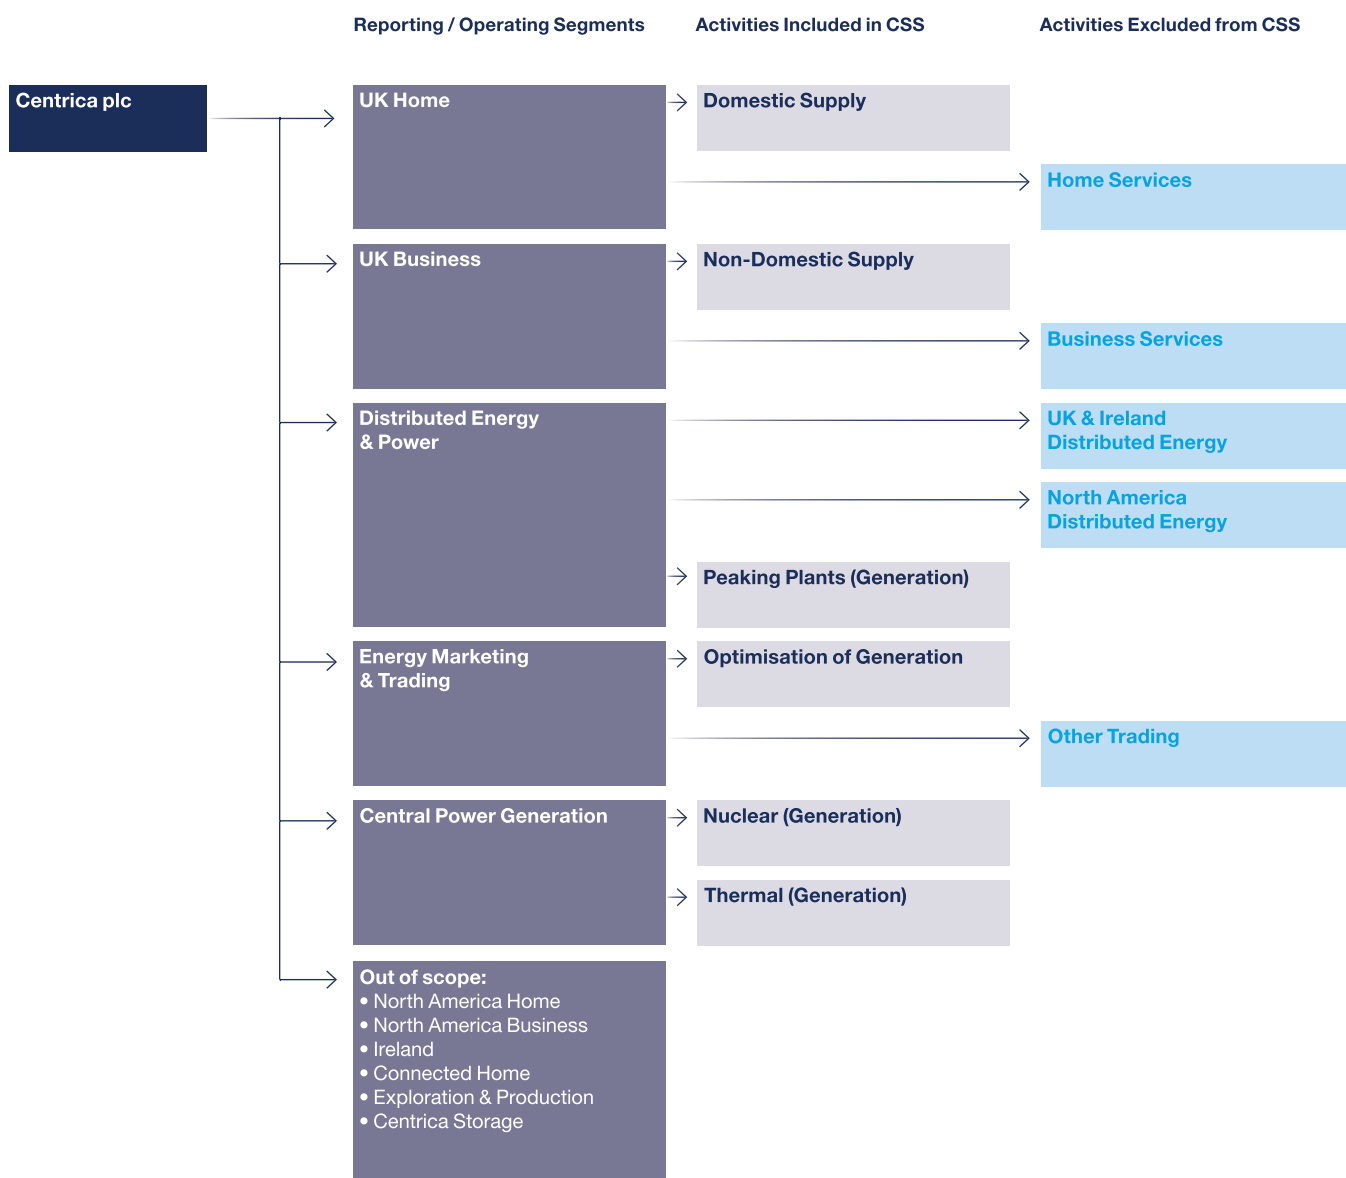 Reporting / Operating Segments
Activities Included in CSS
Activities Excluded from CSS
Centrica plc
UK Home
Domestic Supply
Home Services
UK Business
Non-Domestic Supply
Business Services
Distributed Energy
& Power
UK & Ireland
Distributed Energy
North America
Distributed Energy
Peaking Plants (Generation)
Energy Marketing
& Trading
Optimisation of Generation
Other Trading
Central Power Generation
Nuclear (Generation)
Thermal (Generation)
Out of scope:
• North America Home
• North America Business
• Ireland
• Connected Home
• Exploration & Production
• Centrica Storage